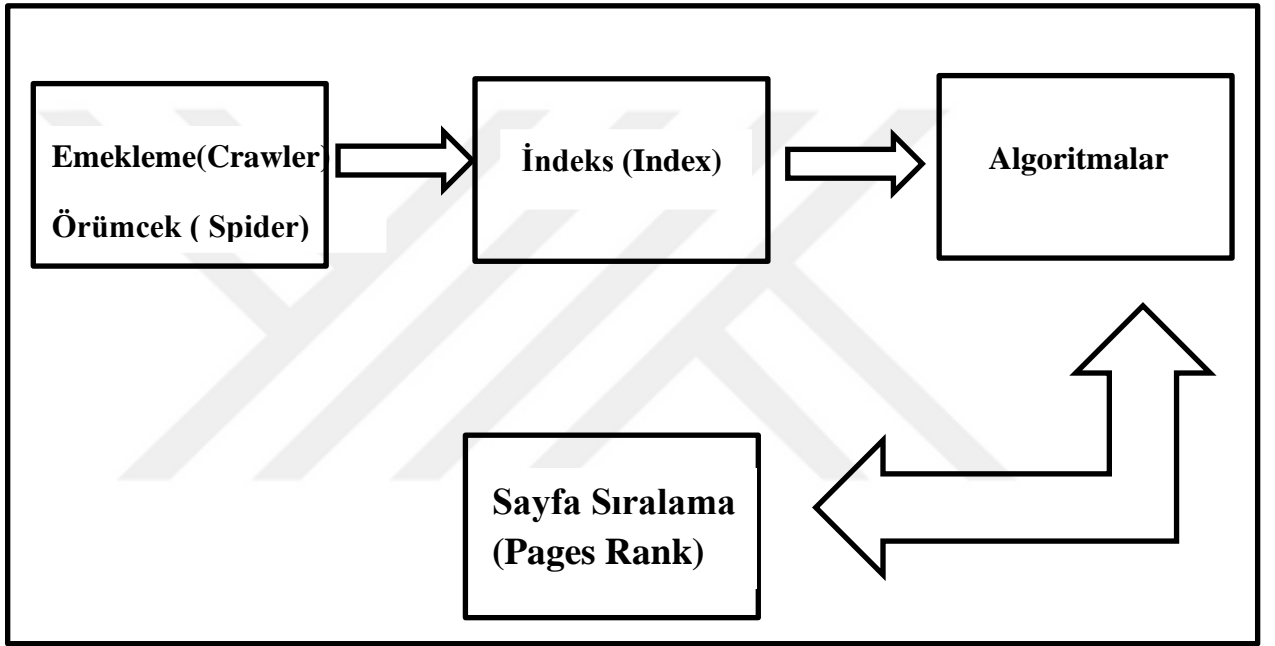 Emekleme(Crawler)
Örümcek ( Spider)
İndeks (Index)
Algoritmalar
Sayfa Sıralama
(Pages Rank)